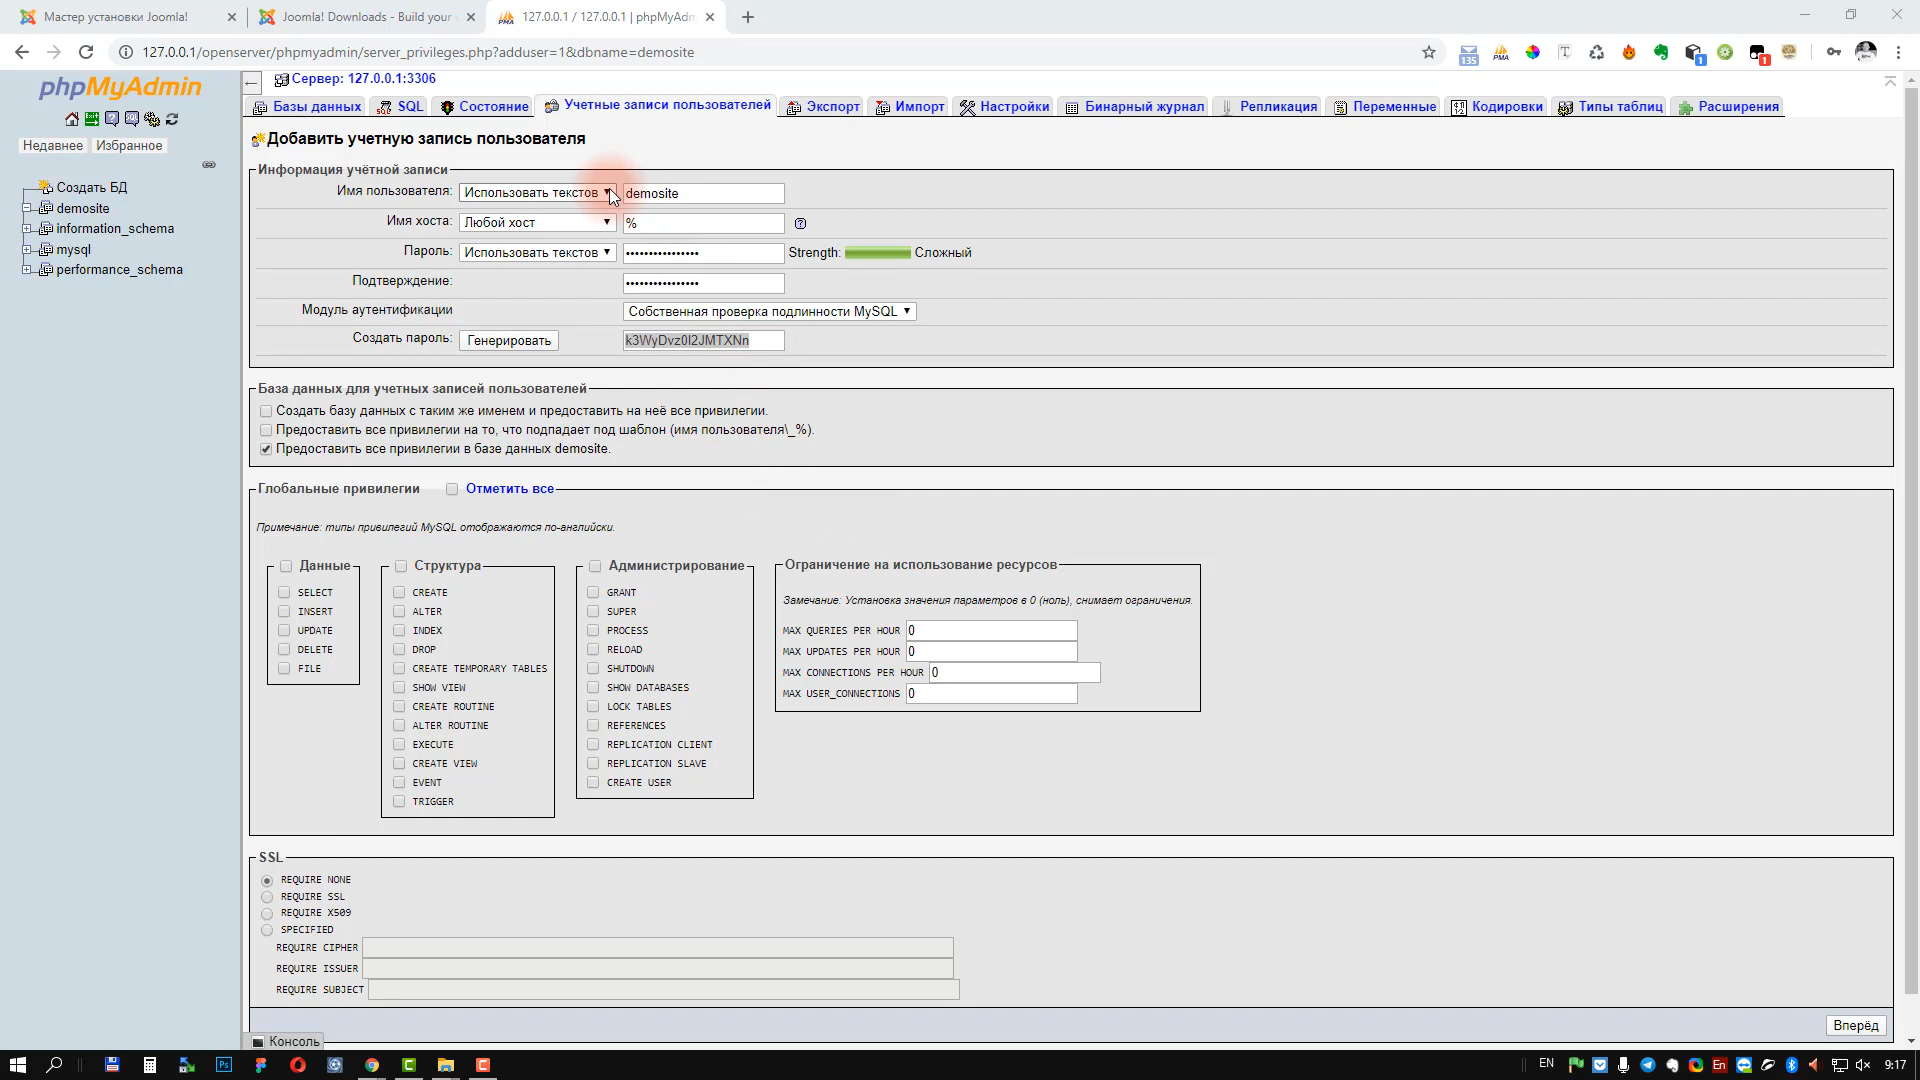 Мастер установки Joomla!
Joomla! Downloads - Build your
127.0.0.1 / 127.0.0.1 | phpMyAdm
127.0.0.1/openserver/phpmyadmin/server_privileges.php?adduser=1&dbname=demosite
135
1
1
phpMyAdmin
Недавнее
Избранное
Создать БД
demosite
information_schema
mysql
performance_schema
Сервер: 127.0.0.1:3306
Базы данных
SQL
Состояние
Учетные записи пользователей
Экспорт
Импорт
Настройки
Бинарный журнал
Репликация
Переменные
Кодировки
Типы таблиц
Расширения
Добавить учетную запись пользователя
Информация учётной записи
Имя пользователя: Использовать текстов demosite
Имя хоста: Любой хост %
Пароль: Использовать текстов •••••••••••••••• Strength: Сложный
Подтверждение: ••••••••••••••••
Модуль аутентификации Собственная проверка подлинности MySQL
Создать пароль: Генерировать k3WyDvz0I2JMTXNn
База данных для учетных записей пользователей
Создать базу данных с таким же именем и предоставить на неё все привилегии.
Предоставить все привилегии на то, что подпадает под шаблон (имя пользователя\_%).
Предоставить все привилегии в базе данных demosite.
Глобальные привилегии Отметить все
Примечание: типы привилегий MySQL отображаются по-английски.
Данные
SELECT
INSERT
UPDATE
DELETE
FILE
Структура
CREATE
ALTER
INDEX
DROP
CREATE TEMPORARY TABLES
SHOW VIEW
CREATE ROUTINE
ALTER ROUTINE
EXECUTE
CREATE VIEW
EVENT
TRIGGER
Администрирование
GRANT
SUPER
PROCESS
RELOAD
SHUTDOWN
SHOW DATABASES
LOCK TABLES
REFERENCES
REPLICATION CLIENT
REPLICATION SLAVE
CREATE USER
Ограничение на использование ресурсов
Замечание: Установка значения параметров в 0 (ноль), снимает ограничения.
MAX QUERIES PER HOUR 0
MAX UPDATES PER HOUR 0
MAX CONNECTIONS PER HOUR 0
MAX USER_CONNECTIONS 0
SSL
REQUIRE NONE
REQUIRE SSL
REQUIRE X509
SPECIFIED
REQUIRE CIPHER
REQUIRE ISSUER
REQUIRE SUBJECT
Вперёд
Консоль
EN
En
9:17